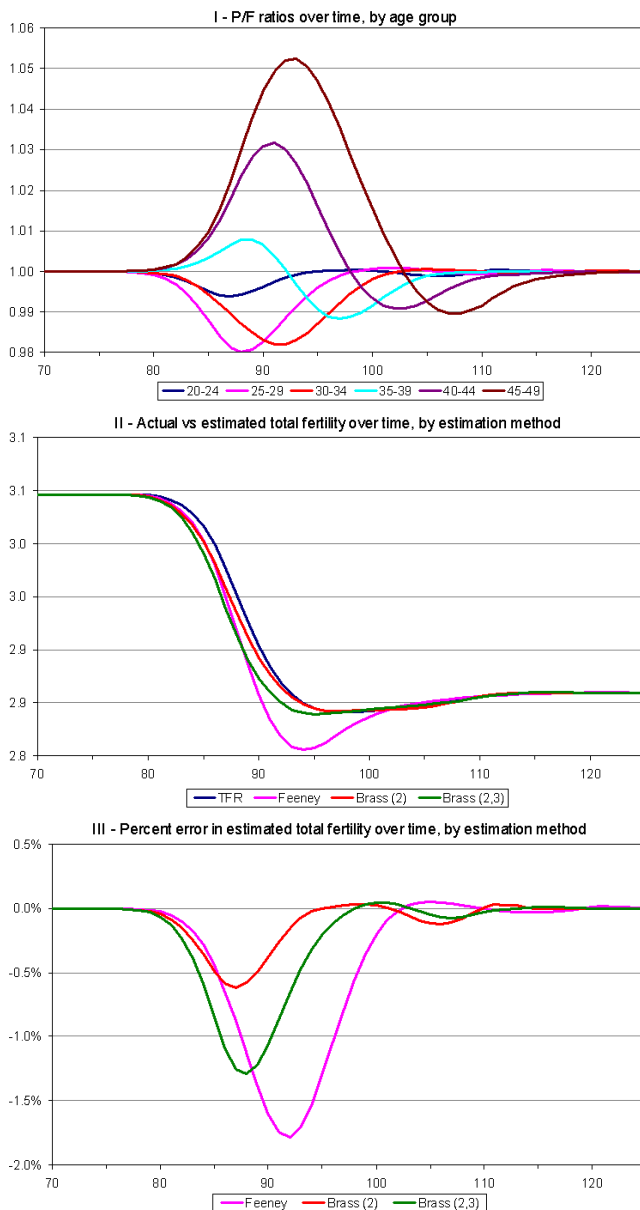 I - P/F ratios over time, by age group
1.06
1.05
1.04
1.03
1.02
1.01
1.00
0.99
0.98
70 80 90 100 110 120
20-24 25-29 30-34 35-39 40-44 45-49
II - Actual vs estimated total fertility over time, by estimation method
3.1
3.1
3.0
3.0
2.9
2.9
2.8
70 80 90 100 110 120
TFR Feeney Brass (2) Brass (2,3)
III - Percent error in estimated total fertility over time, by estimation method
0.5%
0.0%
-0.5%
-1.0%
-1.5%
-2.0%
70 80 90 100 110 120
Feeney Brass (2) Brass (2,3)